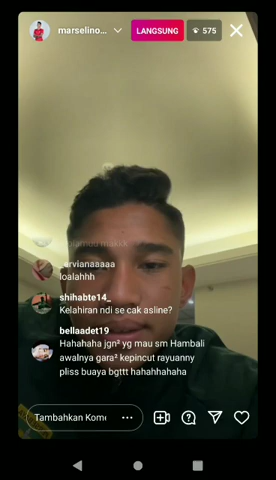 marselino...
LANGSUNG
575
_ervianaaaaa
loalahhh
shihabte14_
Kelahiran ndi se cak asline?
bellaadet19
Hahahaha jgn² yg mau sm Hambali
awalnya gara² kepincut rayuanny
pliss buaya bgttt hahahhahaha
Tambahkan Kome